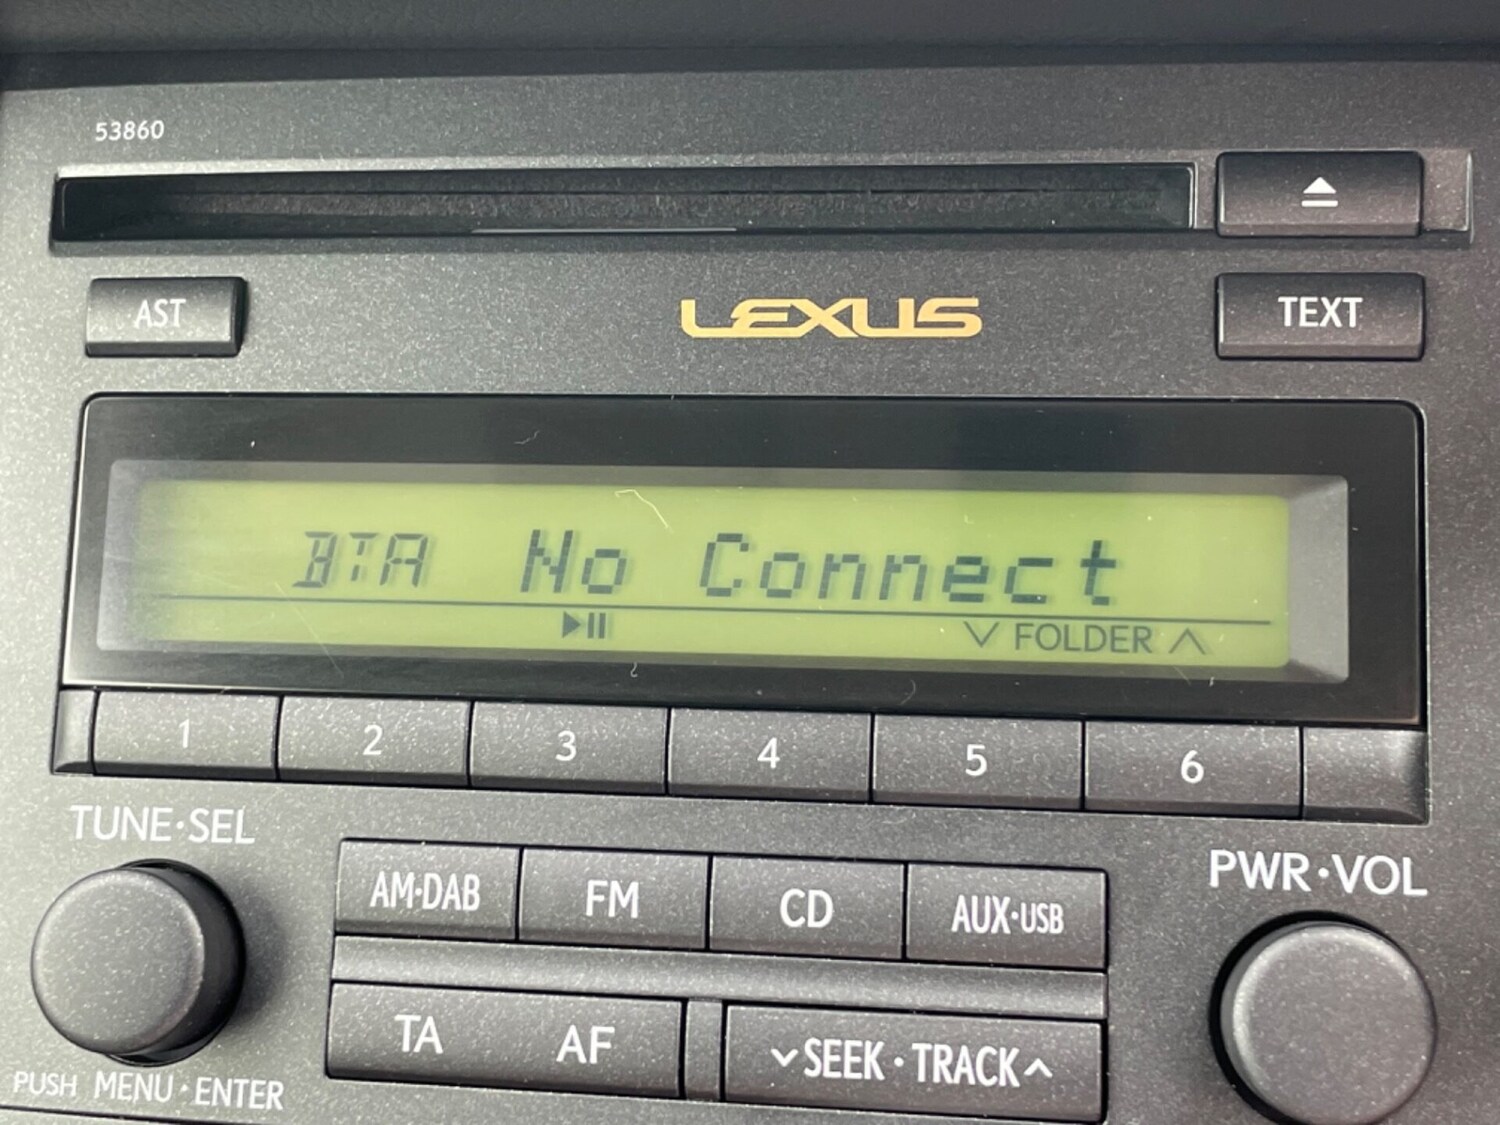 53860
AST
LEXUS
TEXT
BTA No Connect
FOLDER
1 2 3 4 5 6
TUNE·SEL
PWR·VOL
AM·DAB FM CD AUX·USB
TA AF SEEK·TRACK
PUSH MENU·ENTER